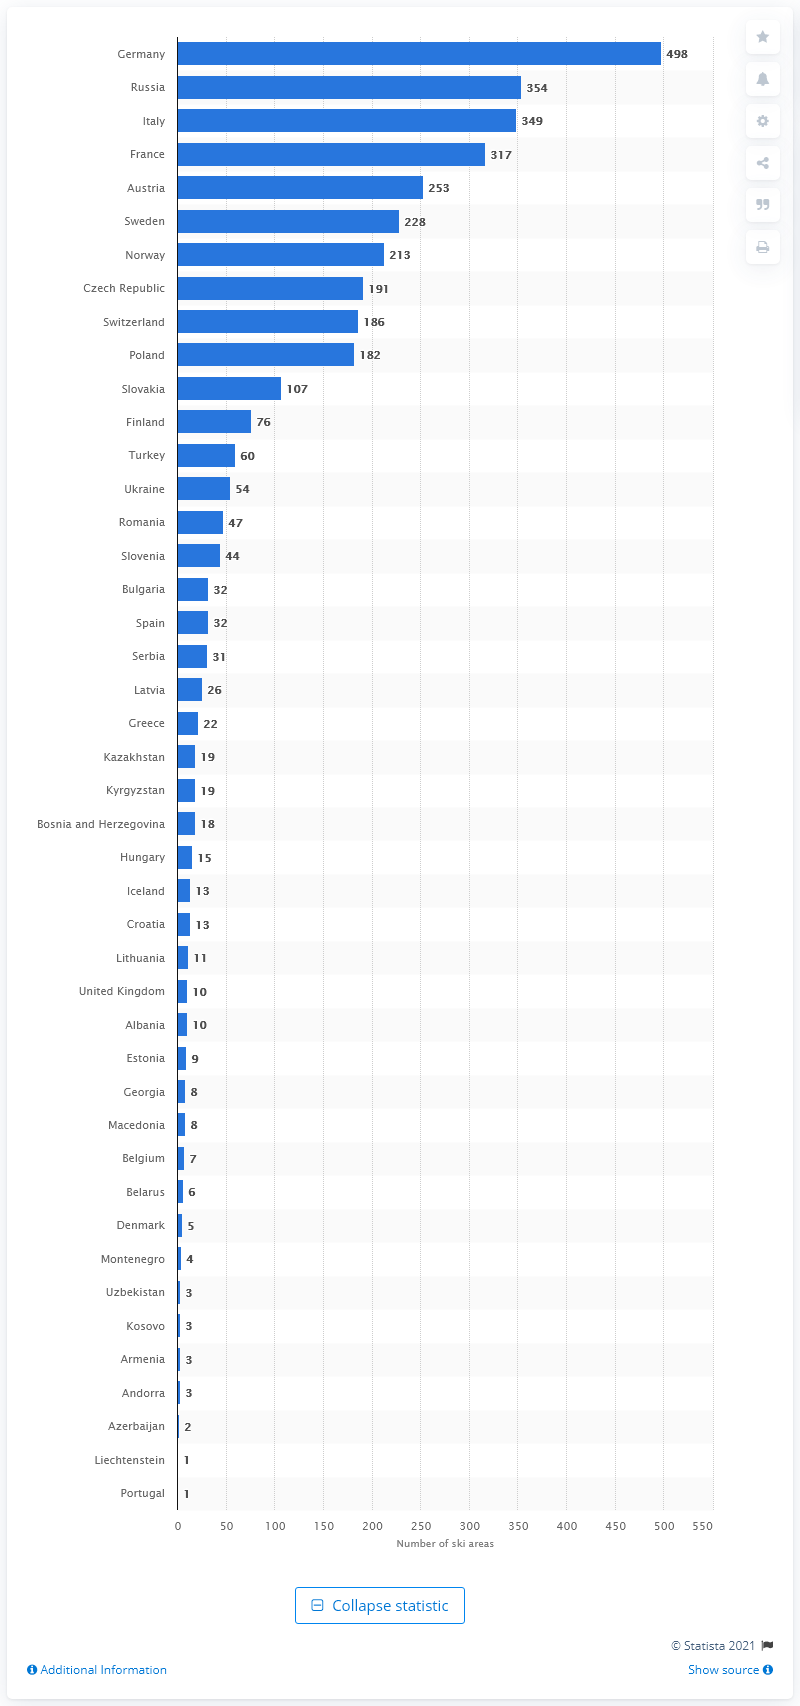 Germany 498
Russia 354
Italy 349
France 317
Austria 253
Sweden 228
Norway 213
Czech Republic 191
Switzerland 186
Poland 182
Slovakia 107
Finland 76
Turkey 60
Ukraine 54
Romania 47
Slovenia 44
Bulgaria 32
Spain 32
Serbia 31
Latvia 26
Greece 22
Kazakhstan 19
Kyrgyzstan 19
Bosnia and Herzegovina 18
Hungary 15
Iceland 13
Croatia 13
Lithuania 11
United Kingdom 10
Albania 10
Estonia 9
Georgia 8
Macedonia 8
Belgium 7
Belarus 6
Denmark 5
Montenegro 4
Uzbekistan 3
Kosovo 3
Armenia 3
Andorra 3
Azerbaijan 2
Liechtenstein 1
Portugal 1
0 50 100 150 200 250 300 350 400 450 500 550
Number of ski areas
Collapse statistic
© Statista 2021
Additional Information Show source